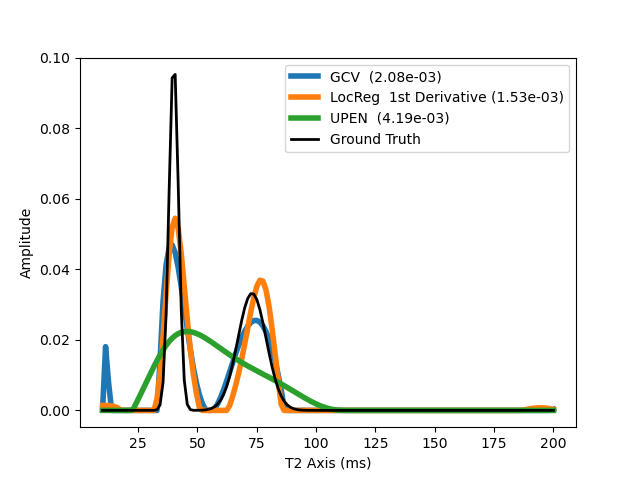 0.10
GCV (2.08e-03)
LocReg 1st Derivative (1.53e-03)
UPEN (4.19e-03)
Ground Truth
0.08
0.06
0.04
0.02
0.00
Amplitude
25 50 75 100 125 150 175 200
T2 Axis (ms)